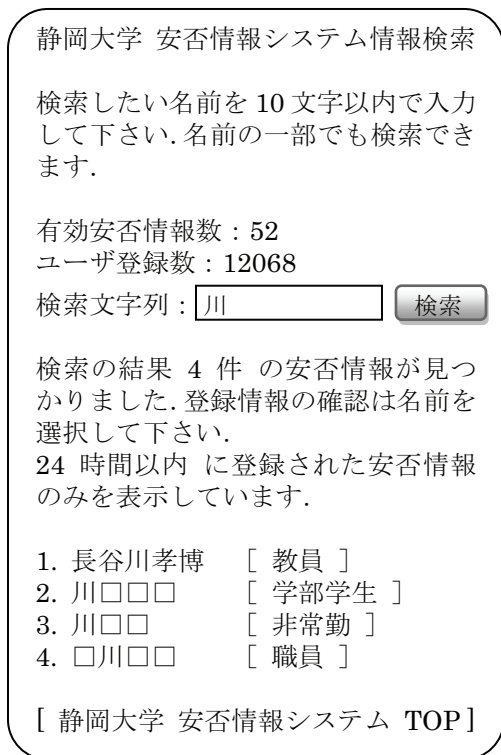 静岡大学 安否情報システム情報検索
検索したい名前を 10 文字以内で入力
して下さい.名前の一部でも検索でき
ます.
有効安否情報数：52
ユーザ登録数：12068
検索文字列：川 検索
検索の結果 4 件 の安否情報が見つ
かりました.登録情報の確認は名前を
選択して下さい.
24 時間以内 に登録された安否情報
のみを表示しています.
1. 長谷川孝博 [ 教員 ]
2. 川□□□ [ 学部学生 ]
3. 川□□ [ 非常勤 ]
4. □川□□ [ 職員 ]
[ 静岡大学 安否情報システム TOP]